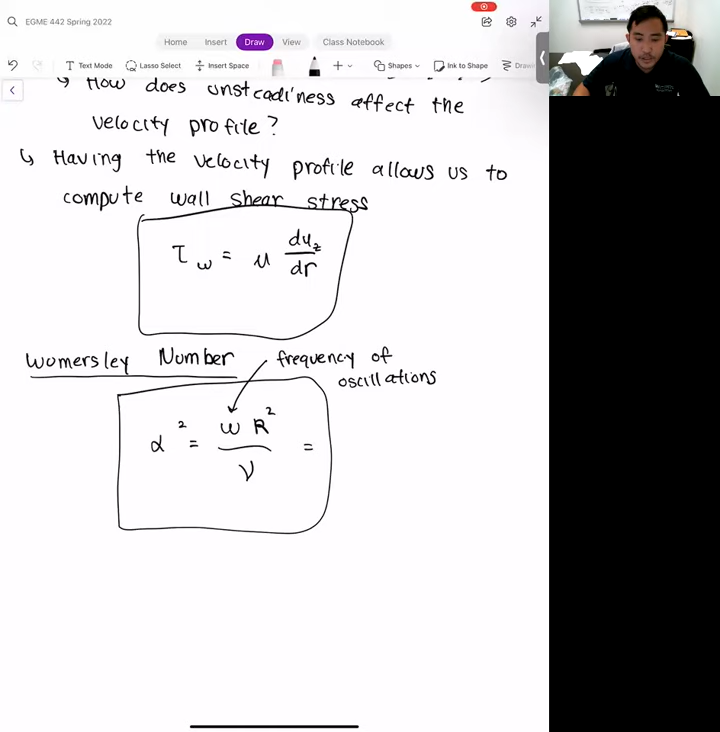 EGME 442 Spring 2022
Home Insert Draw View Class Notebook
Text Mode Lasso Select Insert Space Shapes Ink to Shape
How does unsteadiness affect the
velocity profile?
↳ Having the velocity profile allows us to
compute wall shear stress
τw = μ duz/dr
Womersley Number
frequency of
oscillations
α² = ωR²/ν =